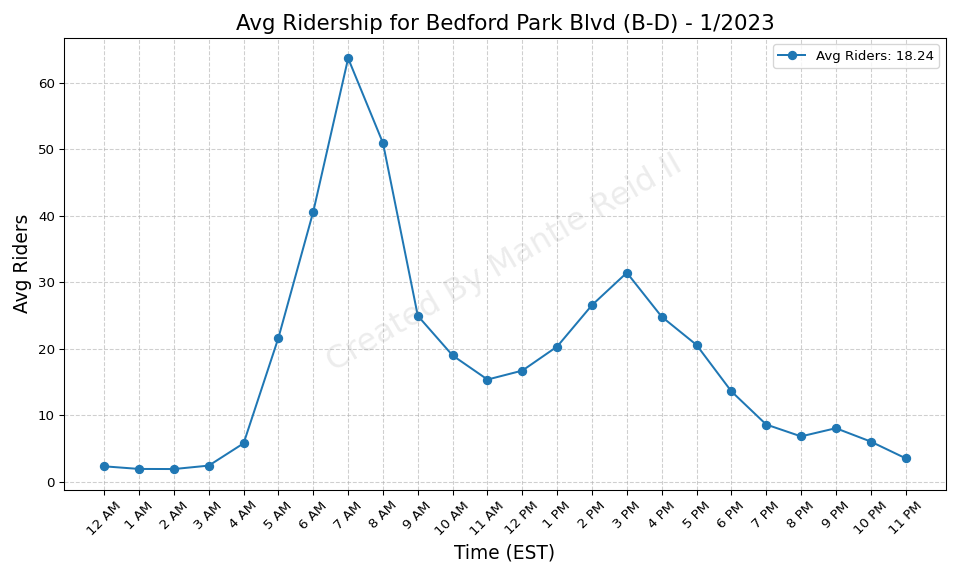 Avg Ridership for Bedford Park Blvd (B-D) - 1/2023
Avg Riders: 18.24
Avg Riders
60
50
40
30
20
10
0
Created By Mantie Reid II
12 AM
1 AM
2 AM
3 AM
4 AM
5 AM
6 AM
7 AM
8 AM
9 AM
10 AM
11 AM
12 PM
1 PM
2 PM
3 PM
4 PM
5 PM
6 PM
7 PM
8 PM
9 PM
10 PM
11 PM
Time (EST)